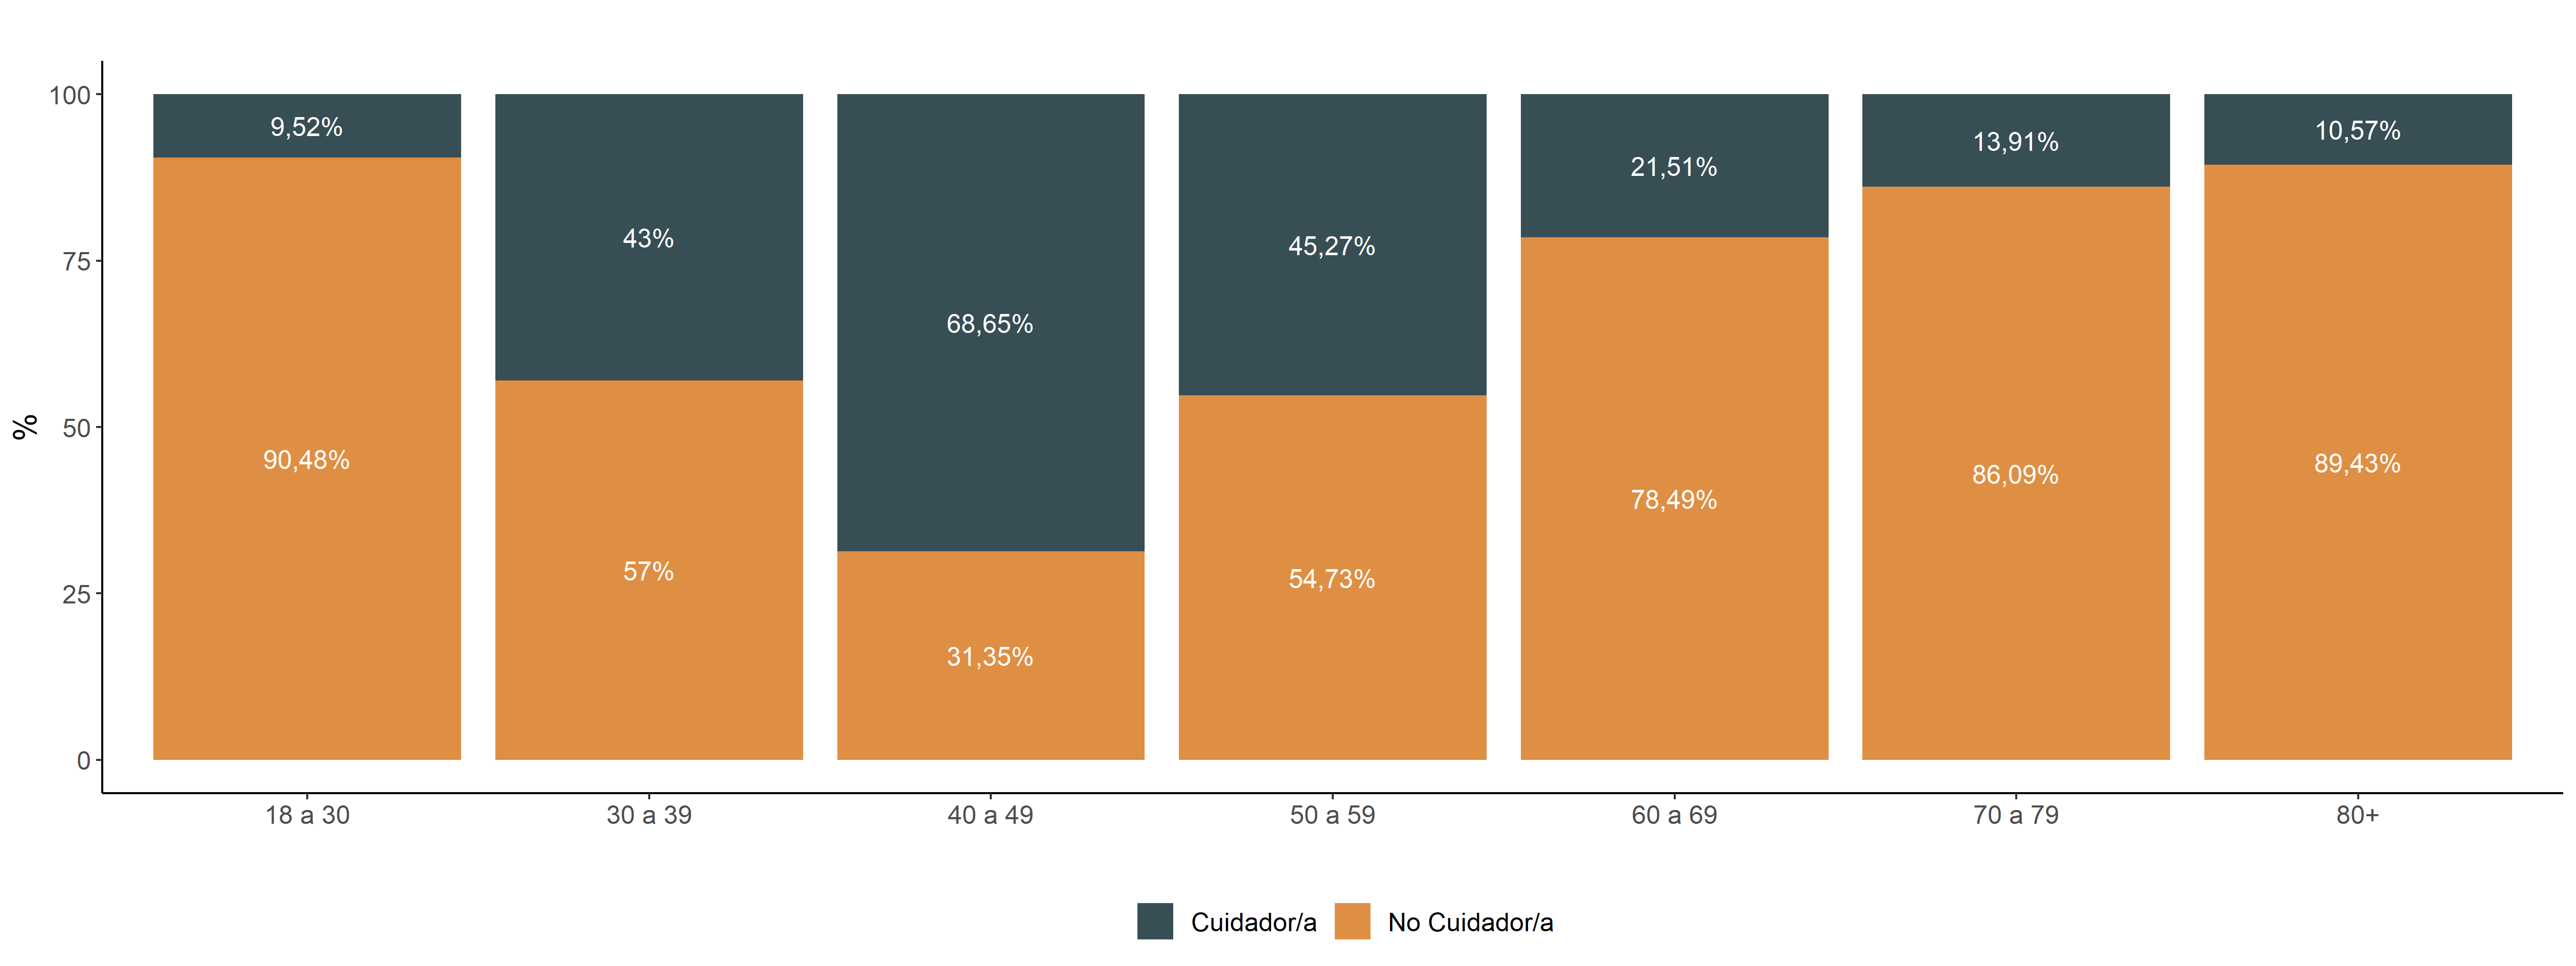 %
100
75
50
25
0
9,52%
90,48%
43%
57%
68,65%
31,35%
45,27%
54,73%
21,51%
78,49%
13,91%
86,09%
10,57%
89,43%
18 a 30
30 a 39
40 a 49
50 a 59
60 a 69
70 a 79
80+
Cuidador/a
No Cuidador/a